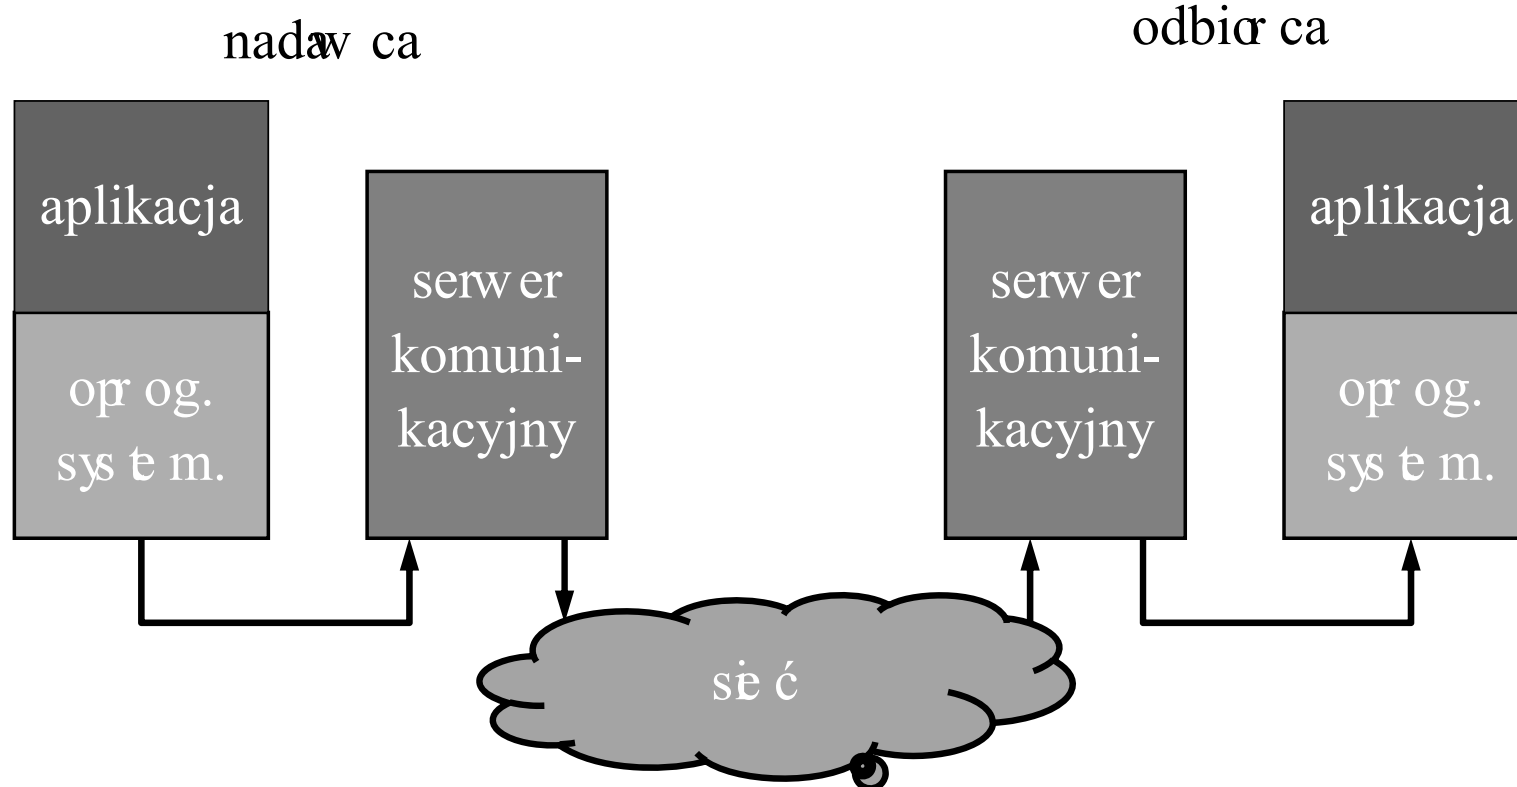 nadawca
odbiorca
aplikacja
oprog.
system.
serwer
komuni-
kacyjny
serwer
komuni-
kacyjny
aplikacja
oprog.
system.
sieć